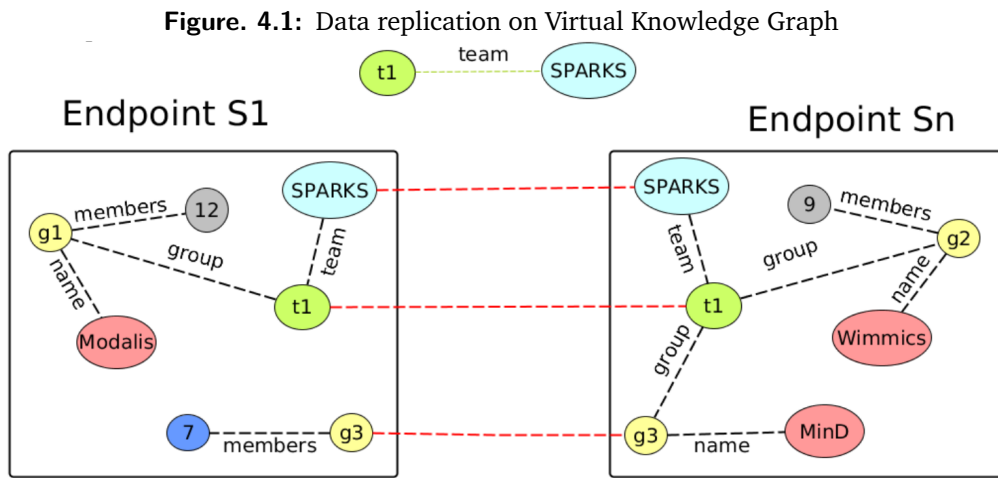 Figure. 4.1: Data replication on Virtual Knowledge Graph
t1 team SPARKS
Endpoint S1
Endpoint Sn
SPARKS
12
members
g1
group
team
name
t1
Modalis
7
members
g3
SPARKS
9
members
g2
team
group
name
t1
Wimmics
group
g3
name
MinD